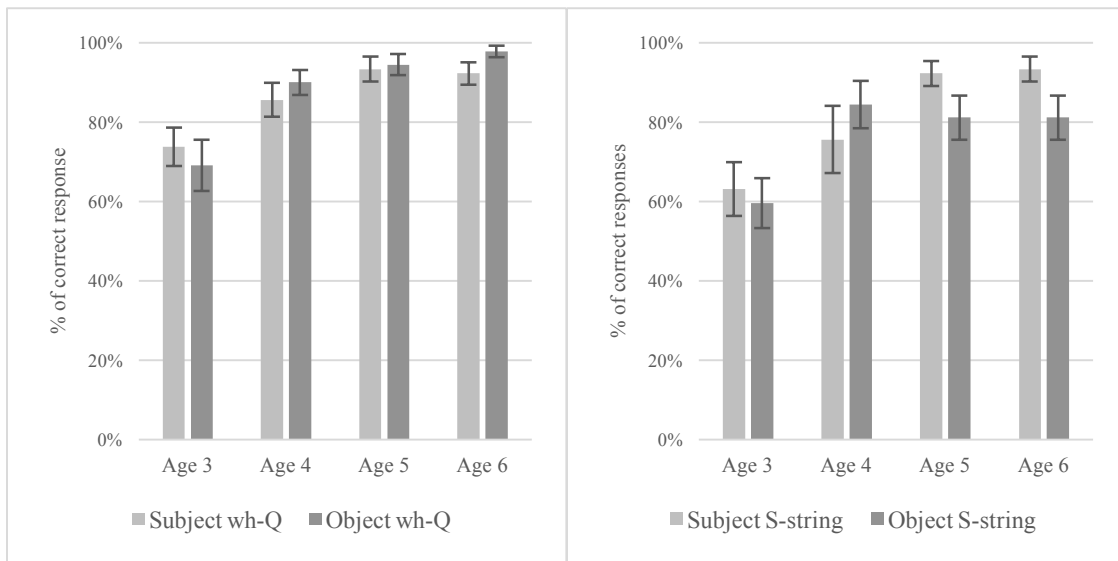 % of correct response
100%
80%
60%
40%
20%
0%
Age 3 Age 4 Age 5 Age 6
Subject wh-Q Object wh-Q
% of correct responses
100%
80%
60%
40%
20%
0%
Age 3 Age 4 Age 5 Age 6
Subject S-string Object S-string